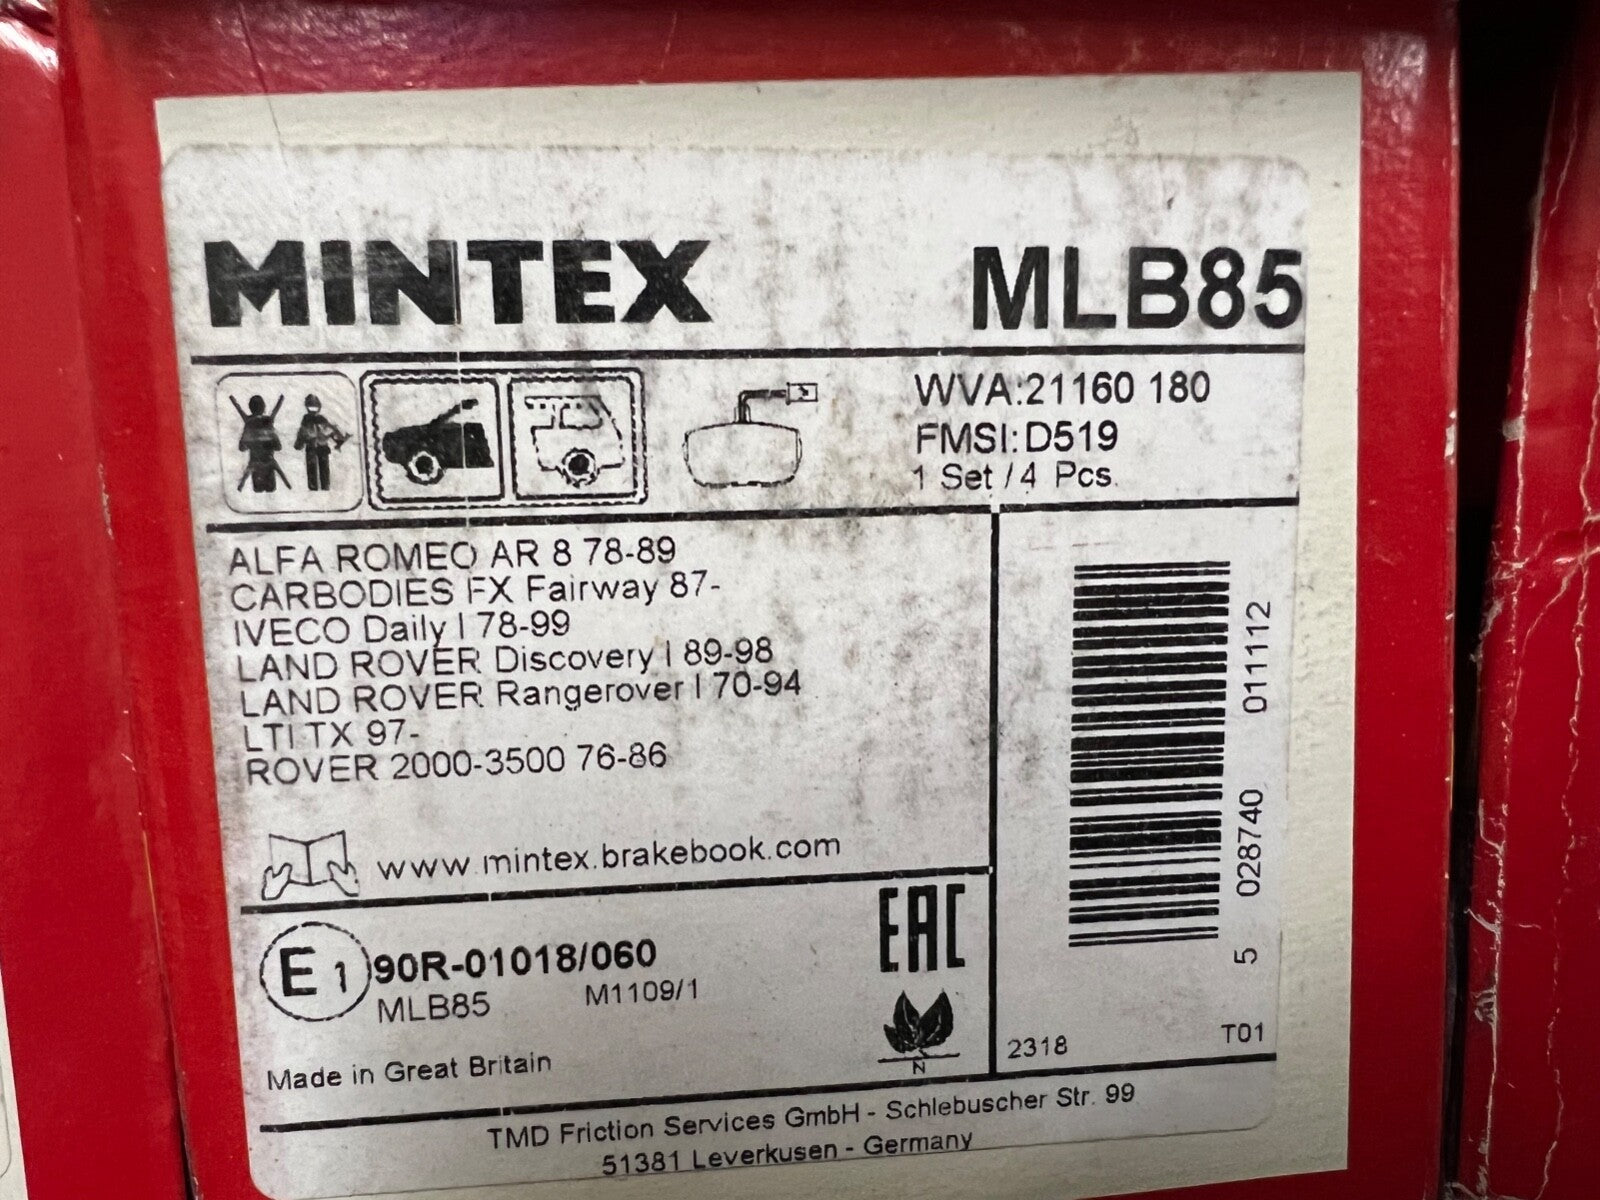 MINTEX MLB85
WVA:21160 180
FMSI:D519
1 Set / 4 Pcs.
ALFA ROMEO AR 8 78-89
CARBODIES FX Fairway 87-
IVECO Daily I 78-99
LAND ROVER Discovery I 89-98
LAND ROVER Rangerover I 70-94
LTI TX 97-
ROVER 2000-3500 76-86
www.mintex.brakebook.com
5 028740 011112
E1 90R-01018/060
MLB85 M1109/1
EAC
N
Made in Great Britain
2318 T01
TMD Friction Services GmbH - Schlebuscher Str. 99
51381 Leverkusen - Germany